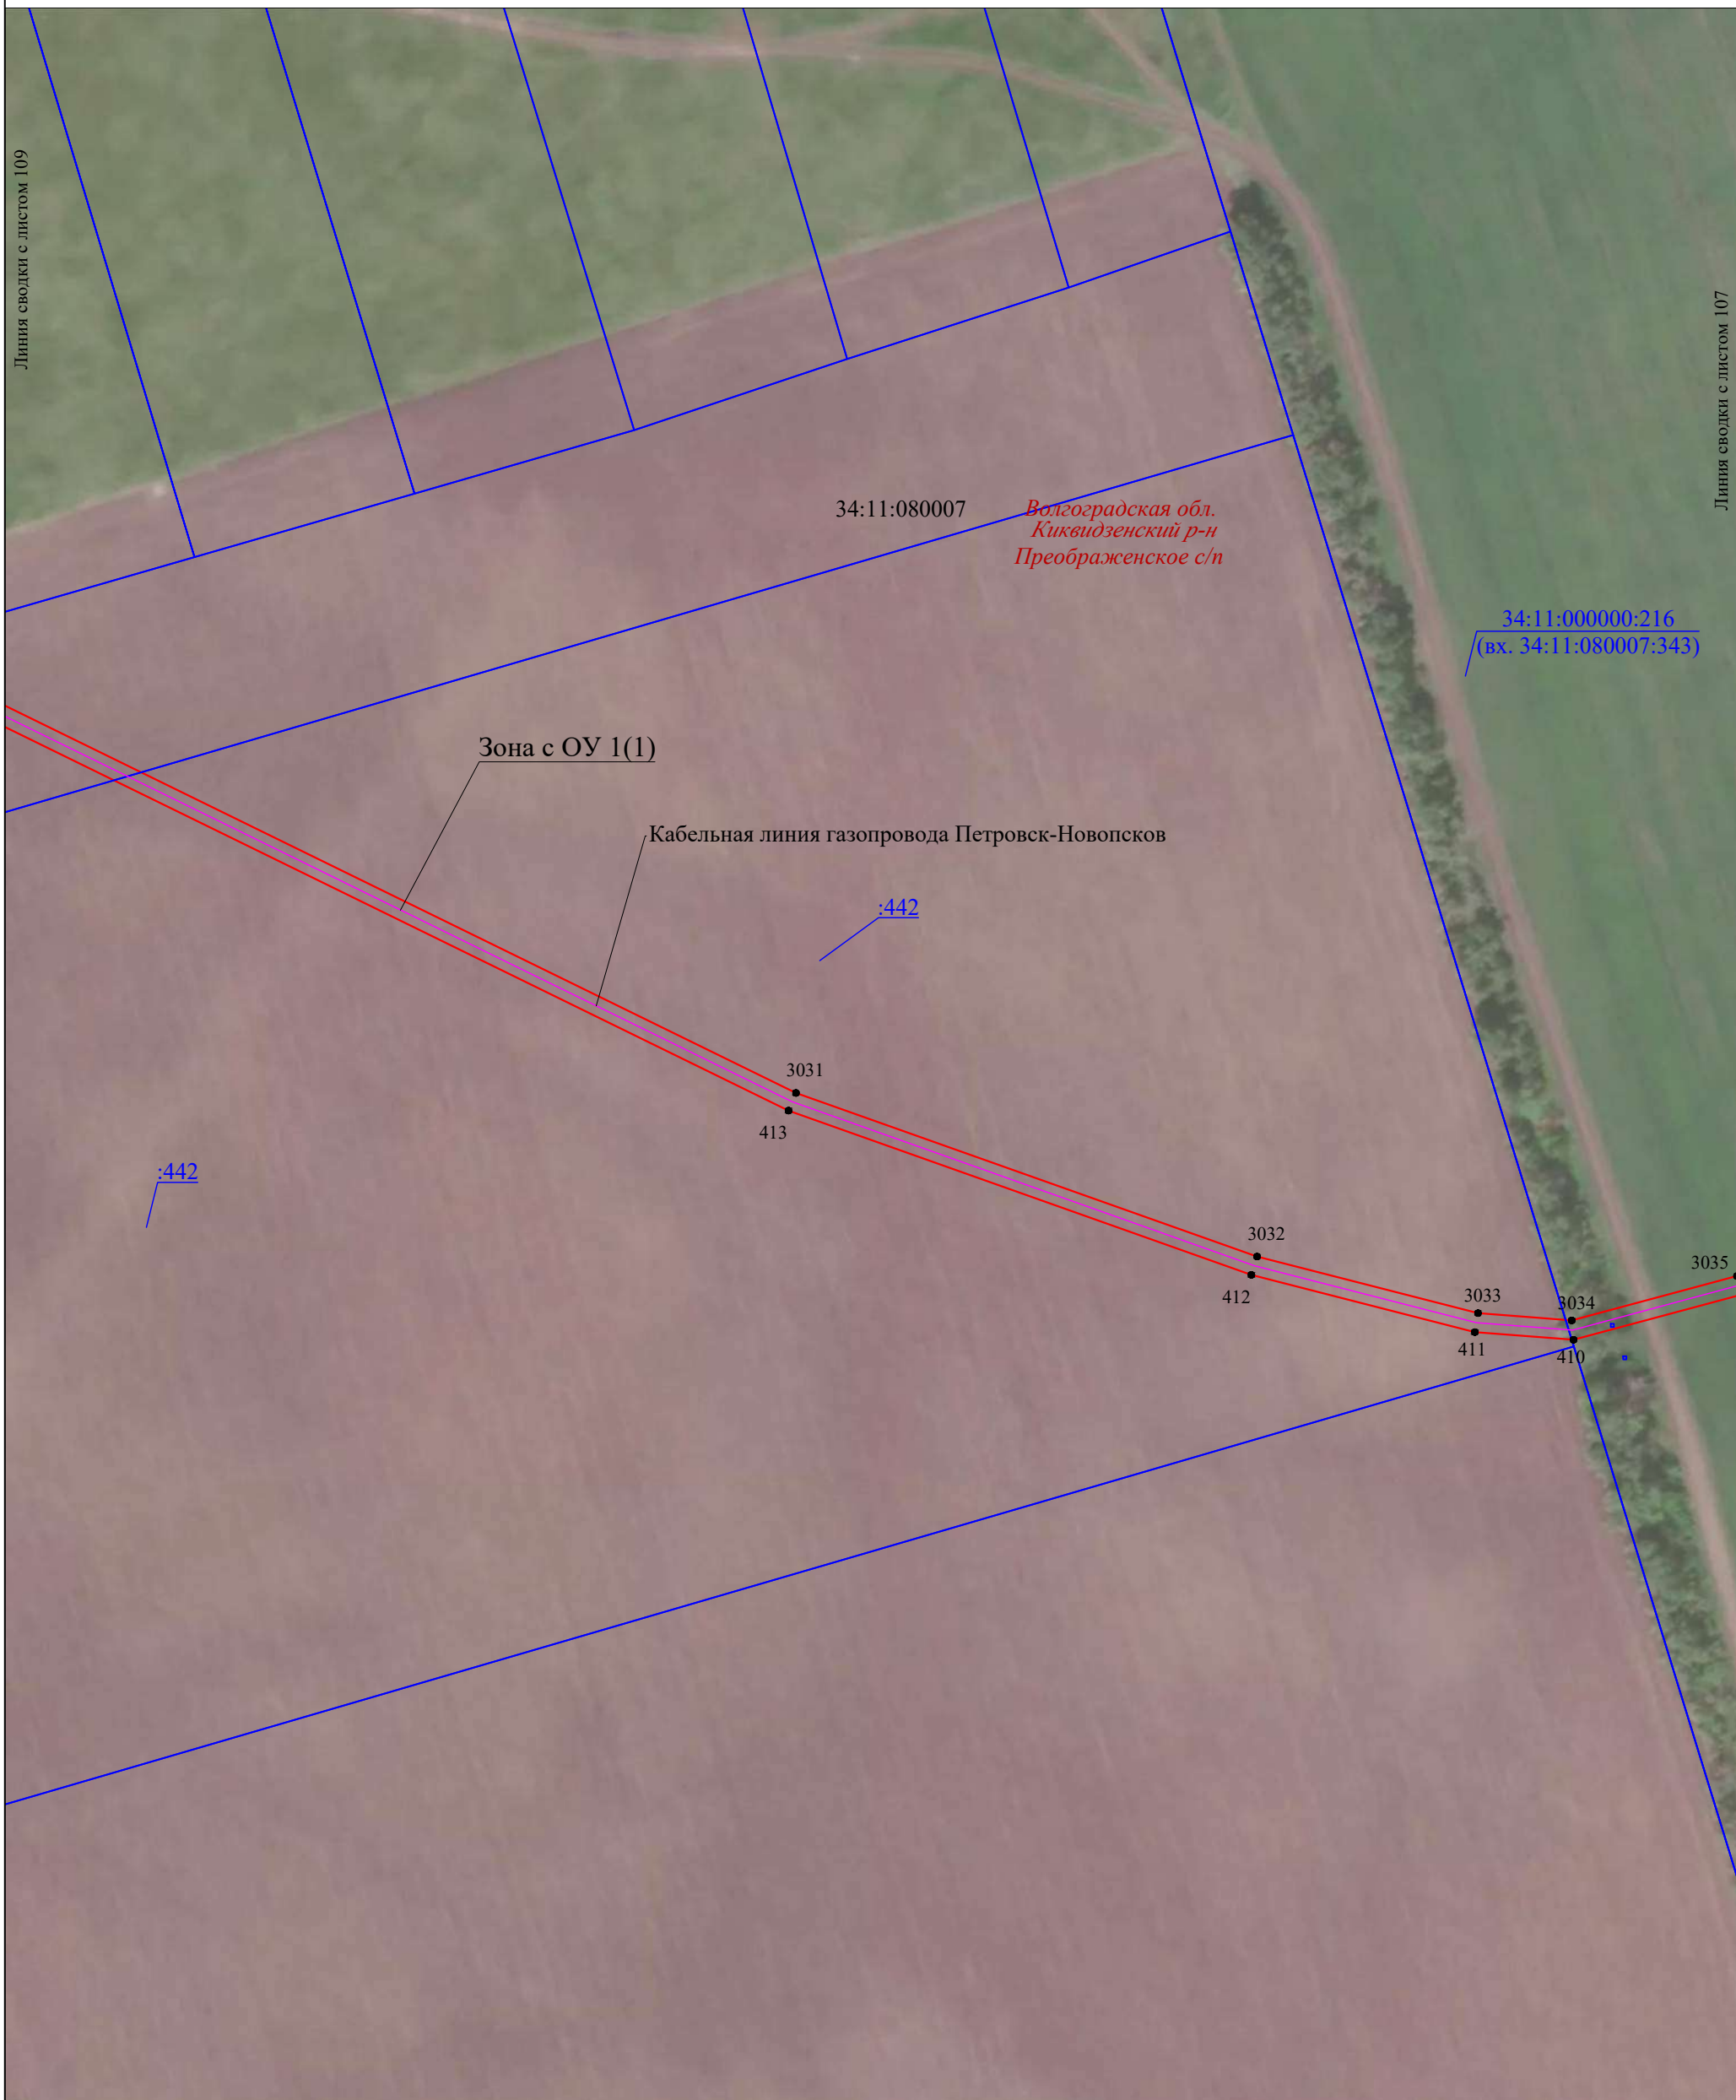 Линия сводки с листом 109
Линия сводки с листом 107
34:11:080007
Волгоградская обл.
Киквидзенский р-н
Преображенское с/п
34:11:000000:216
(вх. 34:11:080007:343)
Зона с ОУ 1(1)
Кабельная линия газопровода Петровск-Новопсков
:442
3031
413
:442
3032
412
3035
3033
3034
411
410